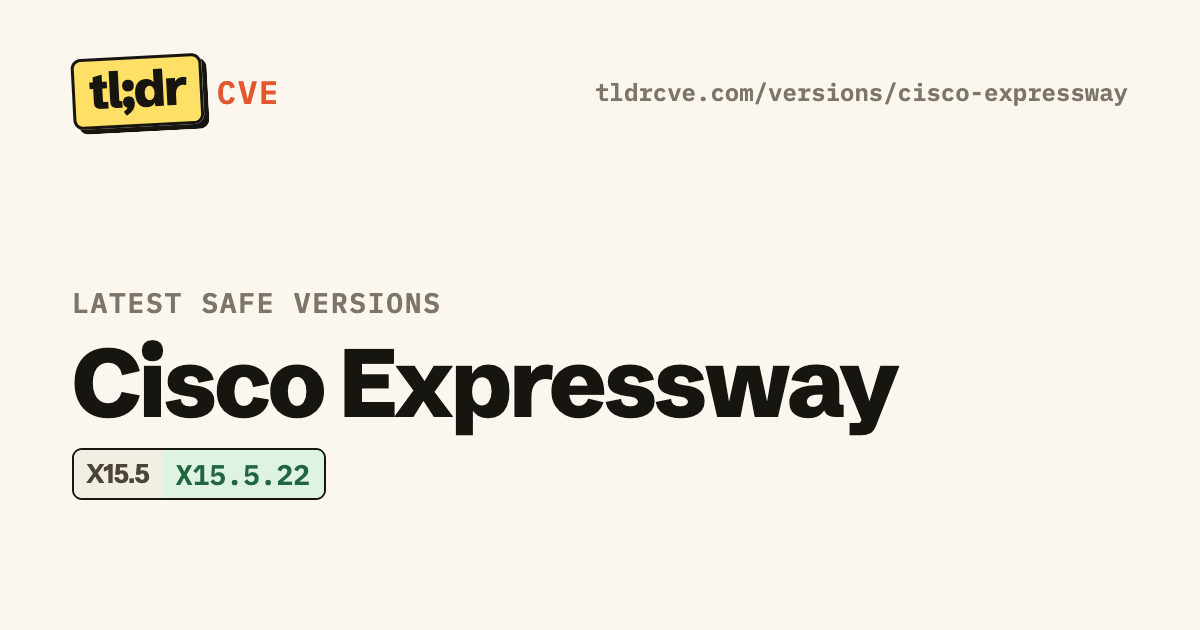 tl;dr CVE
tldrcve.com/versions/cisco-expressway
LATEST SAFE VERSIONS
Cisco Expressway
X15.5 X15.5.22